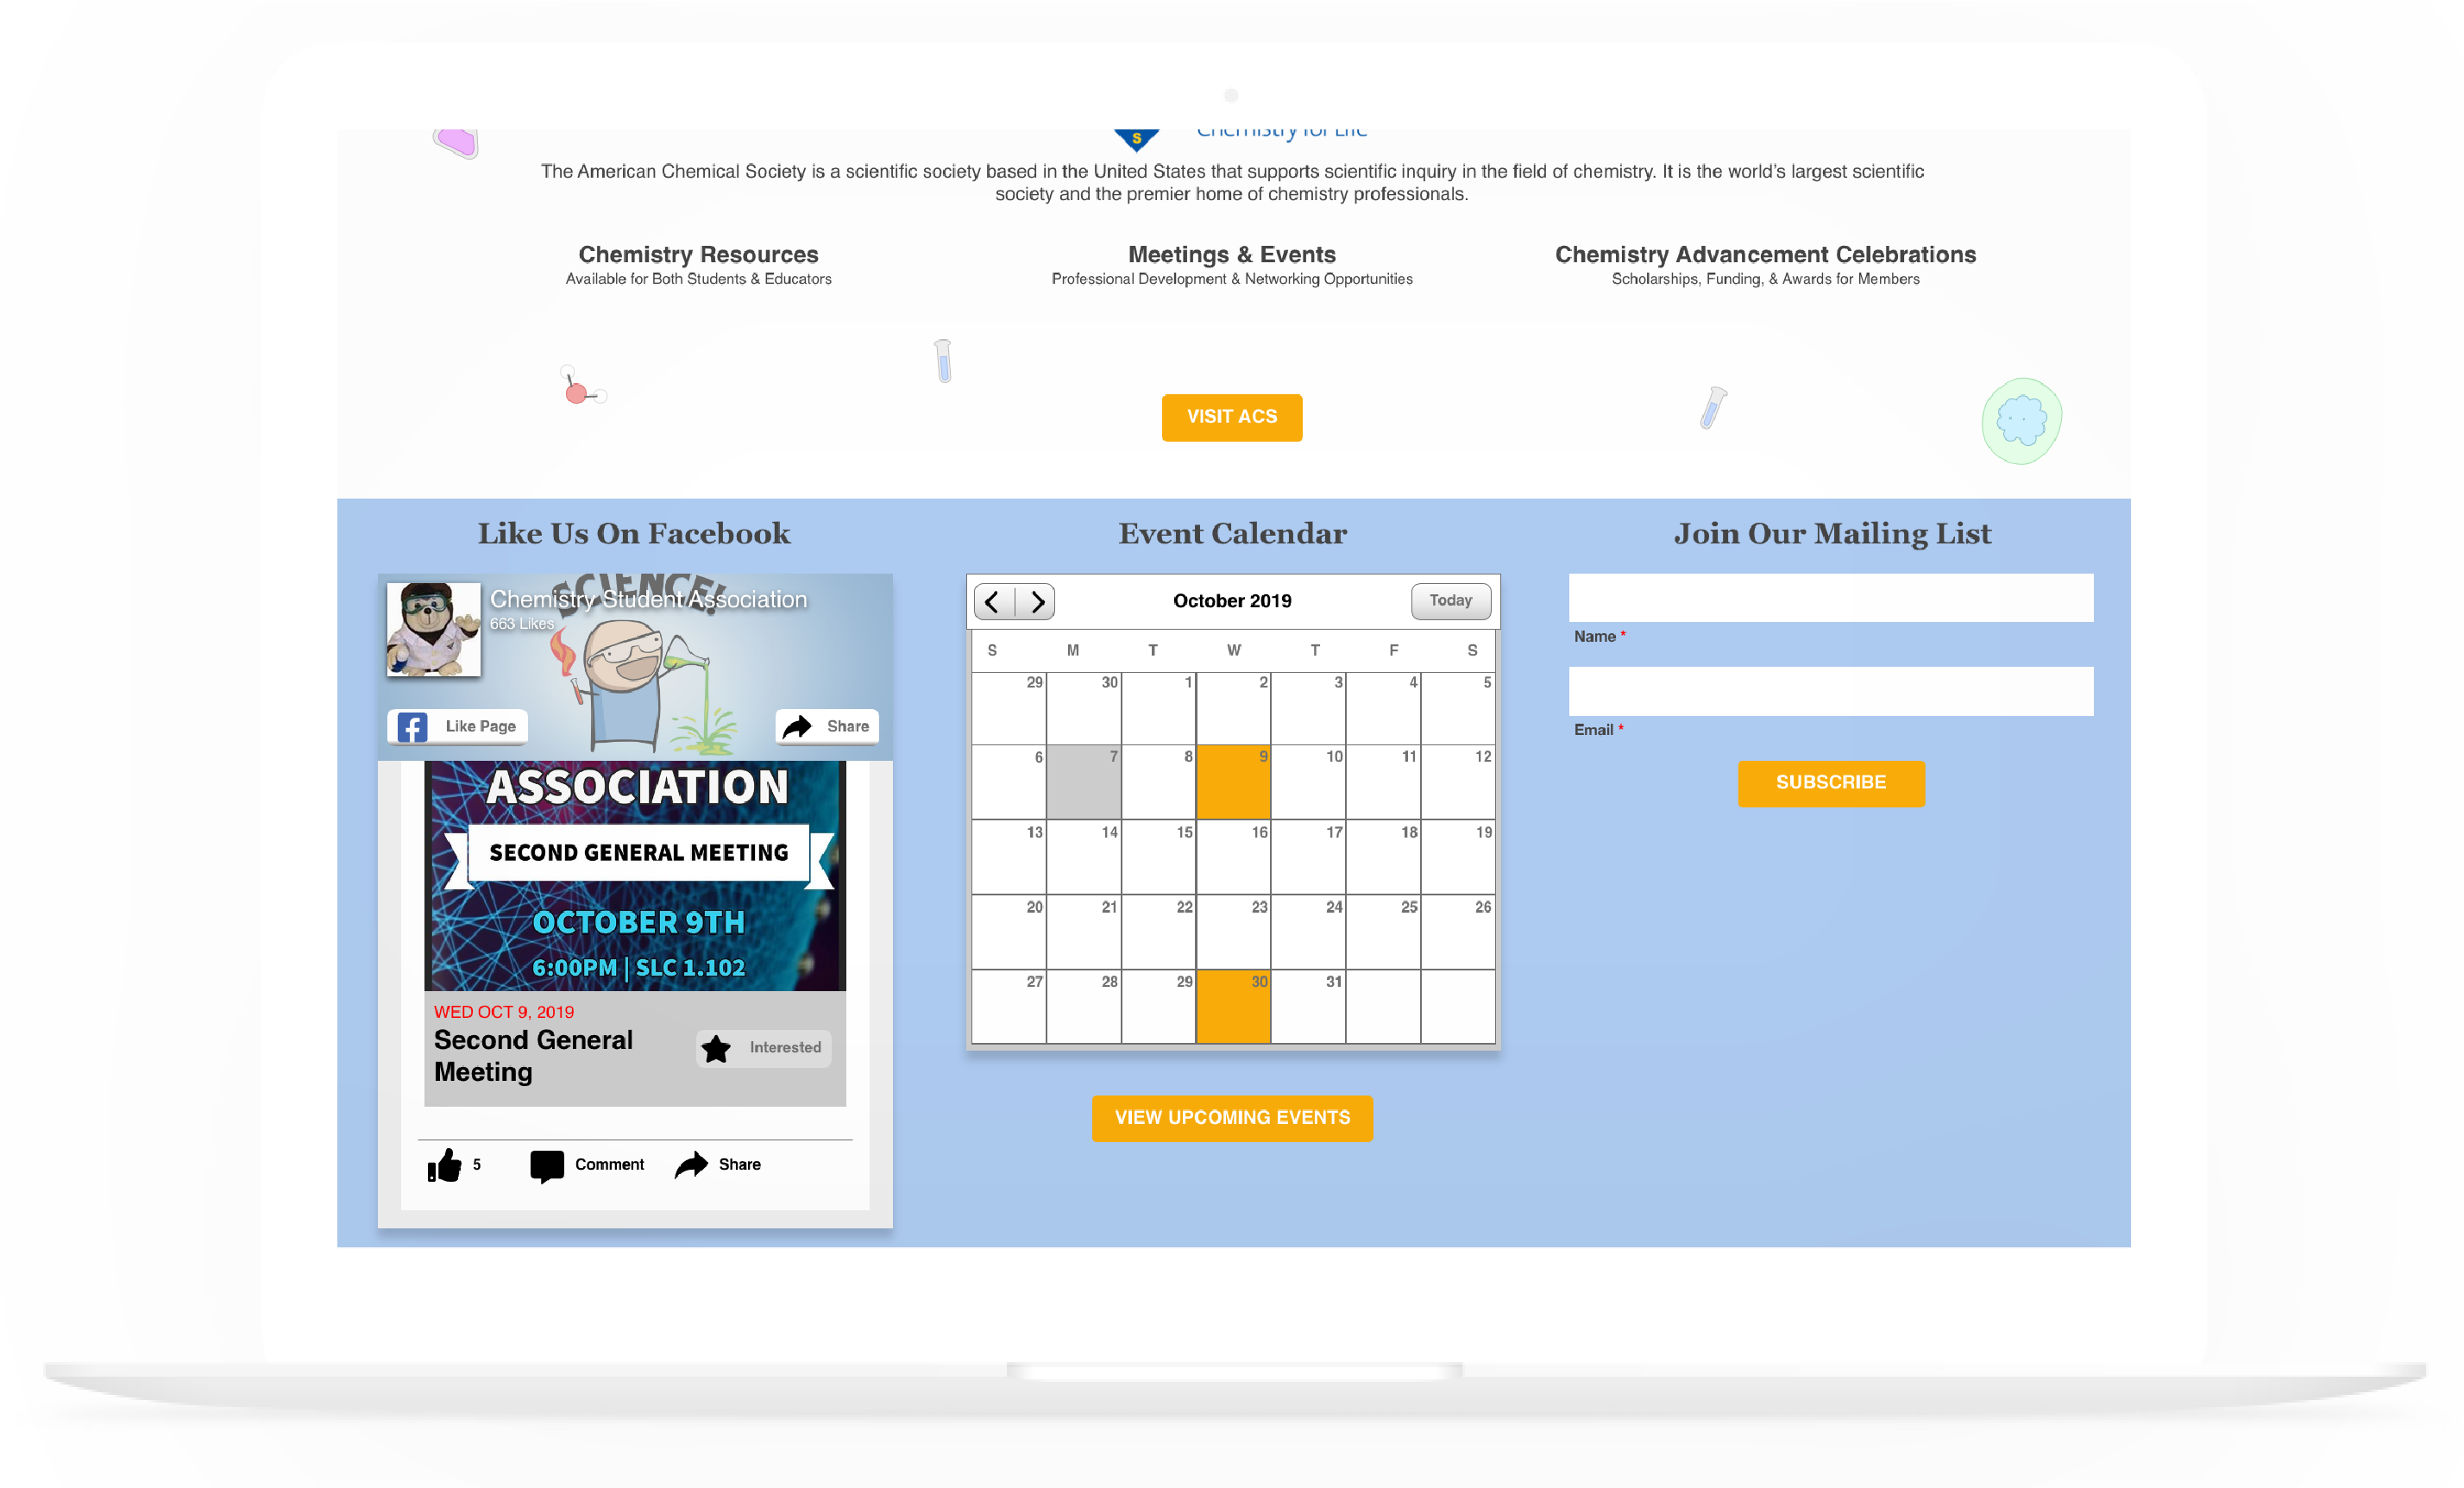 S
Chemistry for Life
The American Chemical Society is a scientific society based in the United States that supports scientific inquiry in the field of chemistry. It is the world's largest scientific
society and the premier home of chemistry professionals.
Chemistry Resources
Available for Both Students & Educators
Meetings & Events
Professional Development & Networking Opportunities
Chemistry Advancement Celebrations
Scholarships, Funding, & Awards for Members
VISIT ACS
Like Us On Facebook
SCIENCE!
Chemistry Student Association
663 Likes
Like Page
Share
ASSOCIATION
SECOND GENERAL MEETING
OCTOBER 9TH
6:00PM | SLC 1.102
WED OCT 9, 2019
Second General
Meeting
Interested
5 Comment Share
Event Calendar
October 2019
Today
S M T W T F S
29 30 1 2 3 4 5
6 7 8 9 10 11 12
13 14 15 16 17 18 19
20 21 22 23 24 25 26
27 28 29 30 31
VIEW UPCOMING EVENTS
Join Our Mailing List
Name *
Email *
SUBSCRIBE